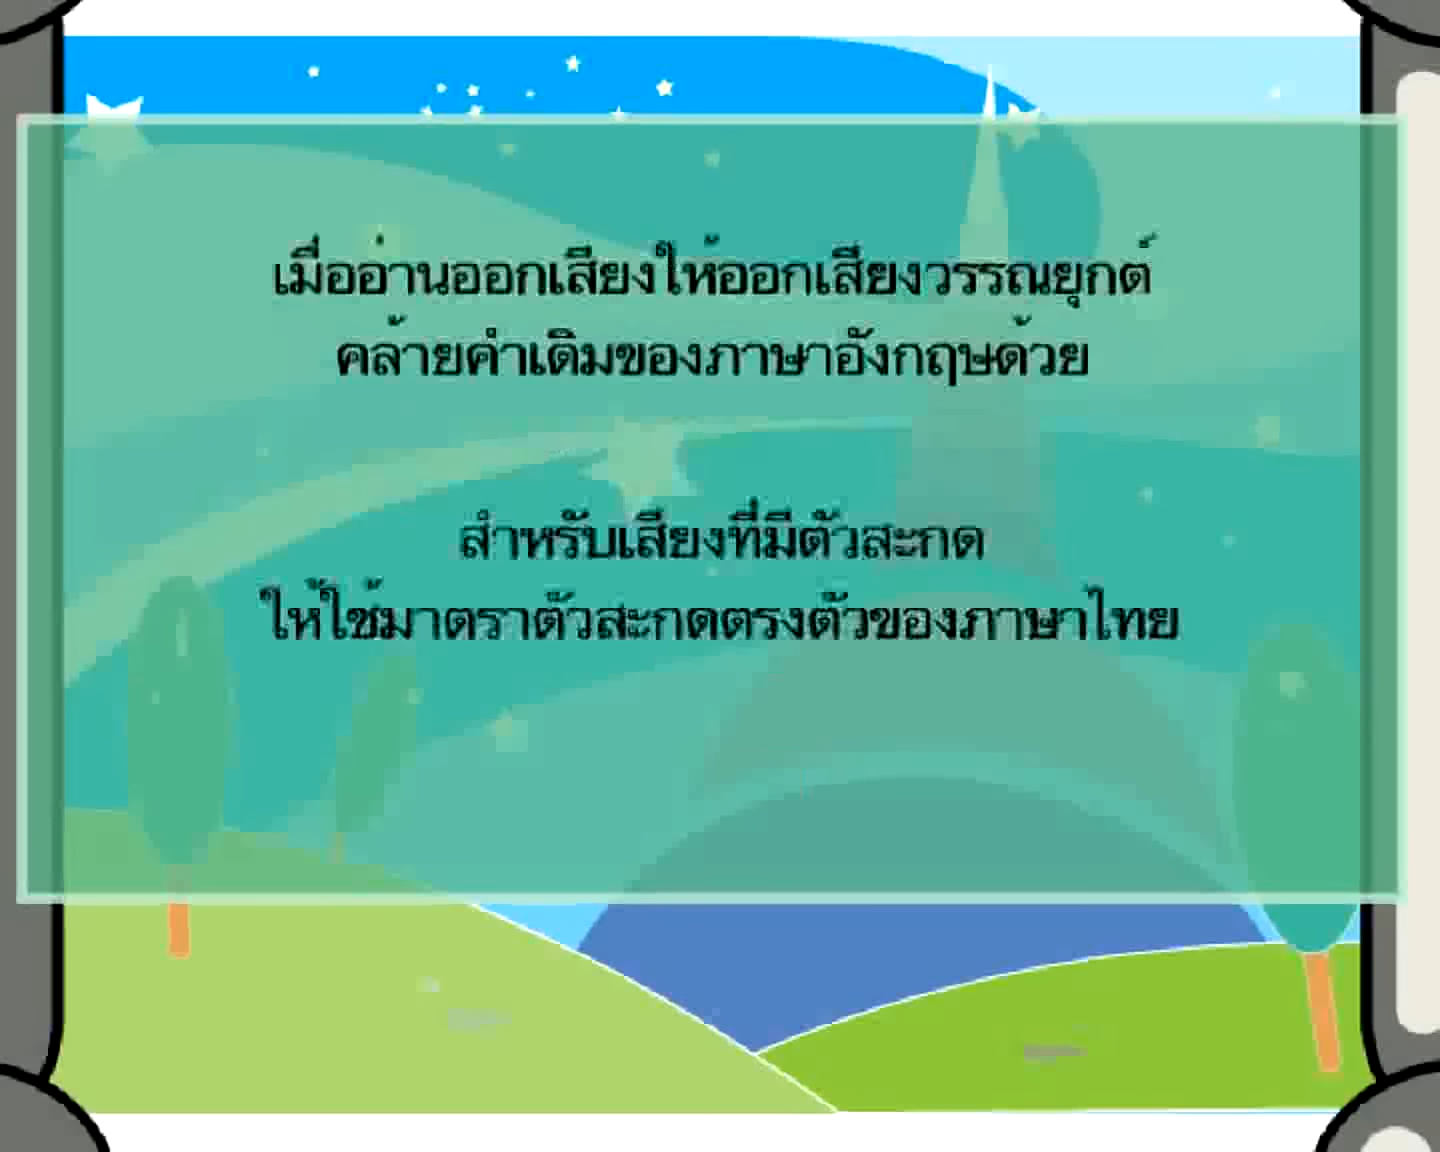 เมื่ออ่านออกเสียงให้ออกเสียงวรรณยุกต์
คล้ายคำเดิมของภาษาอังกฤษด้วย
สำหรับเสียงที่มีตัวสะกด
ให้ใช้มาตราตัวสะกดตรงตัวของภาษาไทย